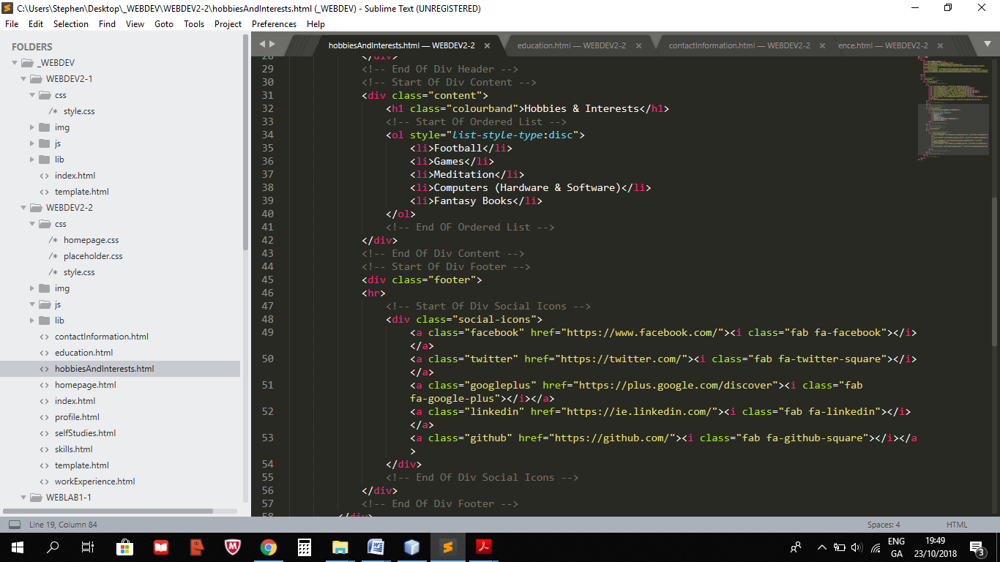 C:\Users\Stephen\Desktop\_WEBDEV\WEBDEV2-2\hobbiesAndInterests.html (_WEBDEV) - Sublime Text (UNREGISTERED)
File Edit Selection Find View Goto Tools Project Preferences Help
FOLDERS
_WEBDEV
WEBDEV2-1
css
/* style.css
img
js
lib
<> index.html
<> template.html
WEBDEV2-2
css
/* homepage.css
/* placeholder.css
/* style.css
img
js
lib
<> contactInformation.html
<> education.html
<> hobbiesAndInterests.html
<> homepage.html
<> index.html
<> profile.html
<> selfStudies.html
<> skills.html
<> template.html
<> workExperience.html
WEBLAB1-1
hobbiesAndInterests.html — WEBDEV2-2 × education.html — WEBDEV2-2 × contactInformation.html — WEBDEV2-2 × ence.html — WEBDEV2-2 ×
28 </div>
29 <!-- End Of Div Header -->
30 <!-- Start Of Div Content -->
31 <div class="content">
32 <h1 class="colourband">Hobbies & Interests</h1>
33 <!-- Start Of Ordered List -->
34 <ol style="list-style-type:disc">
35 <li>Football</li>
36 <li>Games</li>
37 <li>Meditation</li>
38 <li>Computers (Hardware & Software)</li>
39 <li>Fantasy Books</li>
40 </ol>
41 <!-- End OF Ordered List -->
42 </div>
43 <!-- End Of Div Content -->
44 <!-- Start Of Div Footer -->
45 <div class="footer">
46 <hr>
47 <!-- Start Of Div Social Icons -->
48 <div class="social-icons">
49 <a class="facebook" href="https://www.facebook.com/"><i class="fab fa-facebook"></i>
</a>
50 <a class="twitter" href="https://twitter.com/"><i class="fab fa-twitter-square"></i>
</a>
51 <a class="googleplus" href="https://plus.google.com/discover"><i class="fab
fa-google-plus"></i></a>
52 <a class="linkedin" href="https://ie.linkedin.com/"><i class="fab fa-linkedin"></i>
</a>
53 <a class="github" href="https://github.com/"><i class="fab fa-github-square"></i></a
>
54 </div>
55 <!-- End Of Div Social Icons -->
56 </div>
57 <!-- End Of Div Footer -->
58 </div>
Line 19, Column 84 Spaces: 4 HTML
ENG 19:49
GA 23/10/2018 3